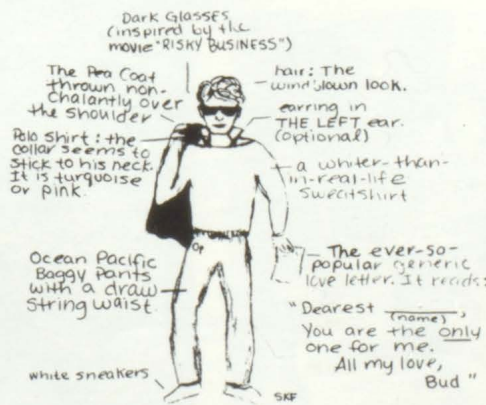 Dark Glasses
(inspired by the
movie "RISKY BUSINESS")
The Pea Coat
thrown non-
chalantly over
the shoulder
Polo shirt: the
collar seems to
stick to his neck.
It is turquoise
or pink.
Ocean Pacific
Baggy Pants
with a draw
string waist.
white sneakers
hair: The
windblown look.
earring in
THE LEFT ear.
(optional)
a whiter-than-
in-real-life
sweatshirt
Op
The ever-so-
popular generic
love letter. It reads:
"Dearest ________,
(name)
You are the only
one for me.
All my love,
Bud"
SKF